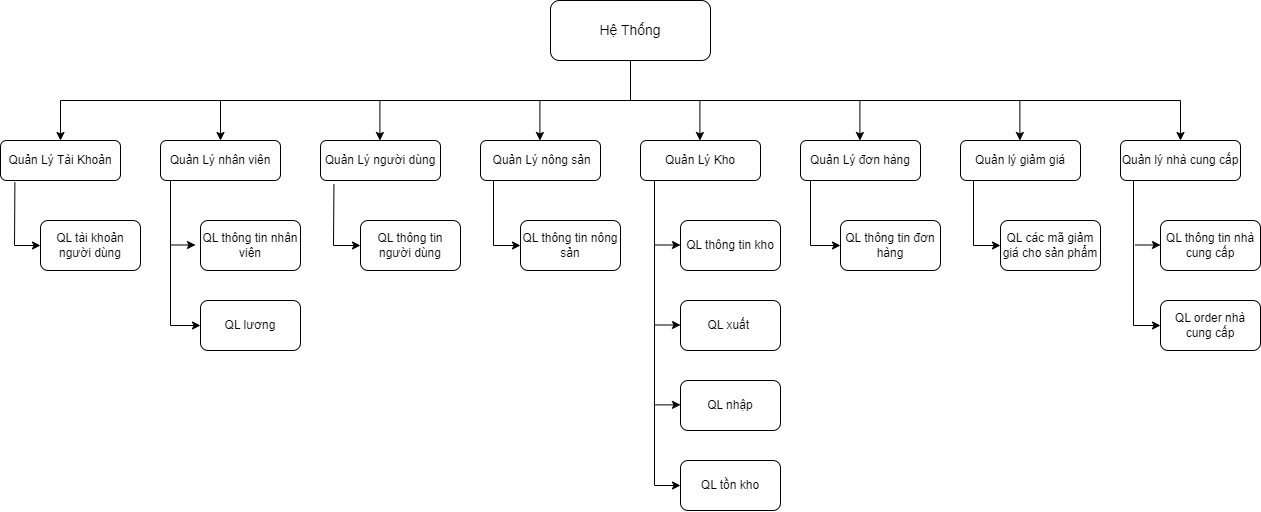 Hệ Thống
Quản Lý Tài Khoản
Quản Lý nhân viên
Quản Lý người dùng
Quản Lý nông sản
Quản Lý Kho
Quản Lý đơn hàng
Quản lý giảm giá
Quản lý nhà cung cấp
QL tài khoản
người dùng
QL thông tin nhân
viên
QL thông tin
người dùng
QL thông tin nông
sản
QL thông tin kho
QL thông tin đơn
hàng
QL các mã giảm
giá cho sản phẩm
QL thông tin nhà
cung cấp
QL lương
QL xuất
QL order nhà
cung cấp
QL nhập
QL tồn kho